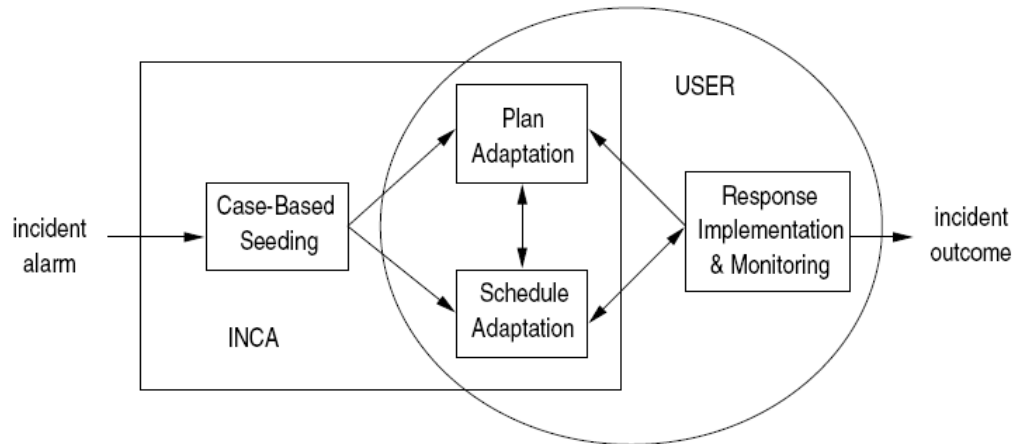 incident
alarm
Case-Based
Seeding
INCA
Plan
Adaptation
Schedule
Adaptation
USER
Response
Implementation
& Monitoring
incident
outcome